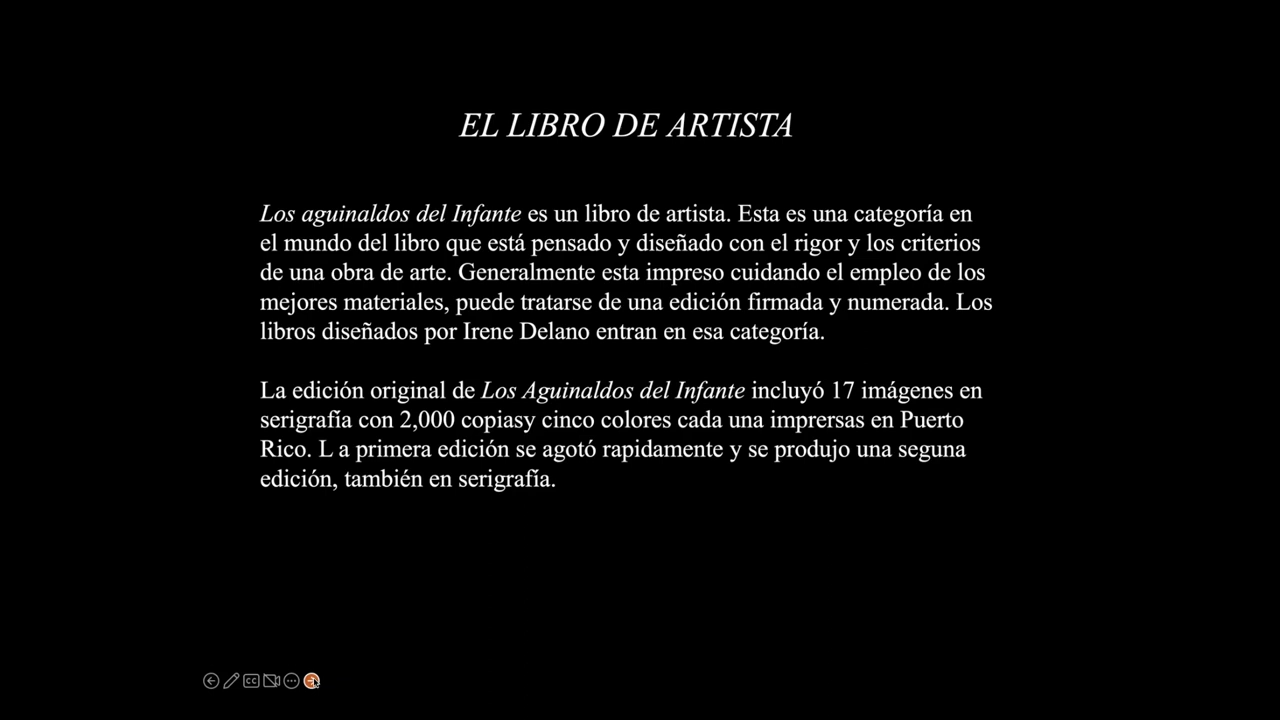 EL LIBRO DE ARTISTA
Los aguinaldos del Infante es un libro de artista. Esta es una categoría en
el mundo del libro que está pensado y diseñado con el rigor y los criterios
de una obra de arte. Generalmente esta impreso cuidando el empleo de los
mejores materiales, puede tratarse de una edición firmada y numerada. Los
libros diseñados por Irene Delano entran en esa categoría.
La edición original de Los Aguinaldos del Infante incluyó 17 imágenes en
serigrafía con 2,000 copiasy cinco colores cada una imprersas en Puerto
Rico. L a primera edición se agotó rapidamente y se produjo una seguna
edición, también en serigrafía.
CC